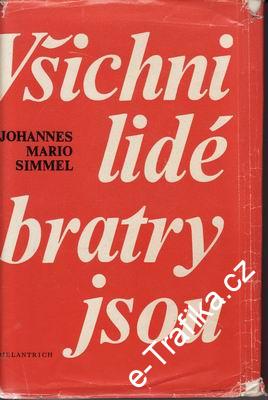 Všichni
JOHANNES
MARIO
SIMMEL
lidé
bratry
jsou
MELANTRICH
e-Trafika.cz